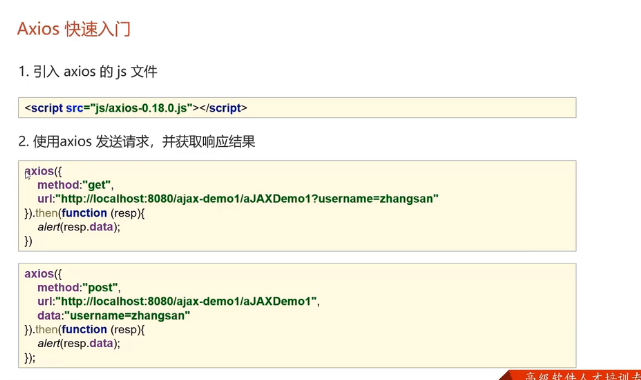 Axios 快速入门
1. 引入 axios 的 js 文件
<script src="js/axios-0.18.0.js"></script>
2. 使用axios 发送请求，并获取响应结果
axios({
method:"get",
url:"http://localhost:8080/ajax-demo1/aJAXDemo1?username=zhangsan"
}).then(function (resp){
alert(resp.data);
})
axios({
method:"post",
url:"http://localhost:8080/ajax-demo1/aJAXDemo1",
data:"username=zhangsan"
}).then(function (resp){
alert(resp.data);
});
高级软件人才培训